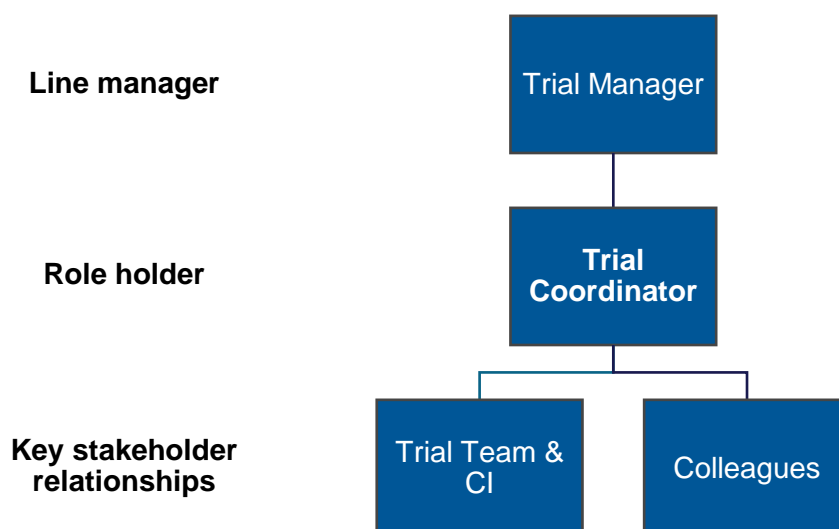 Line manager
Trial Manager
Role holder
Trial
Coordinator
Key stakeholder
relationships
Trial Team &
CI
Colleagues